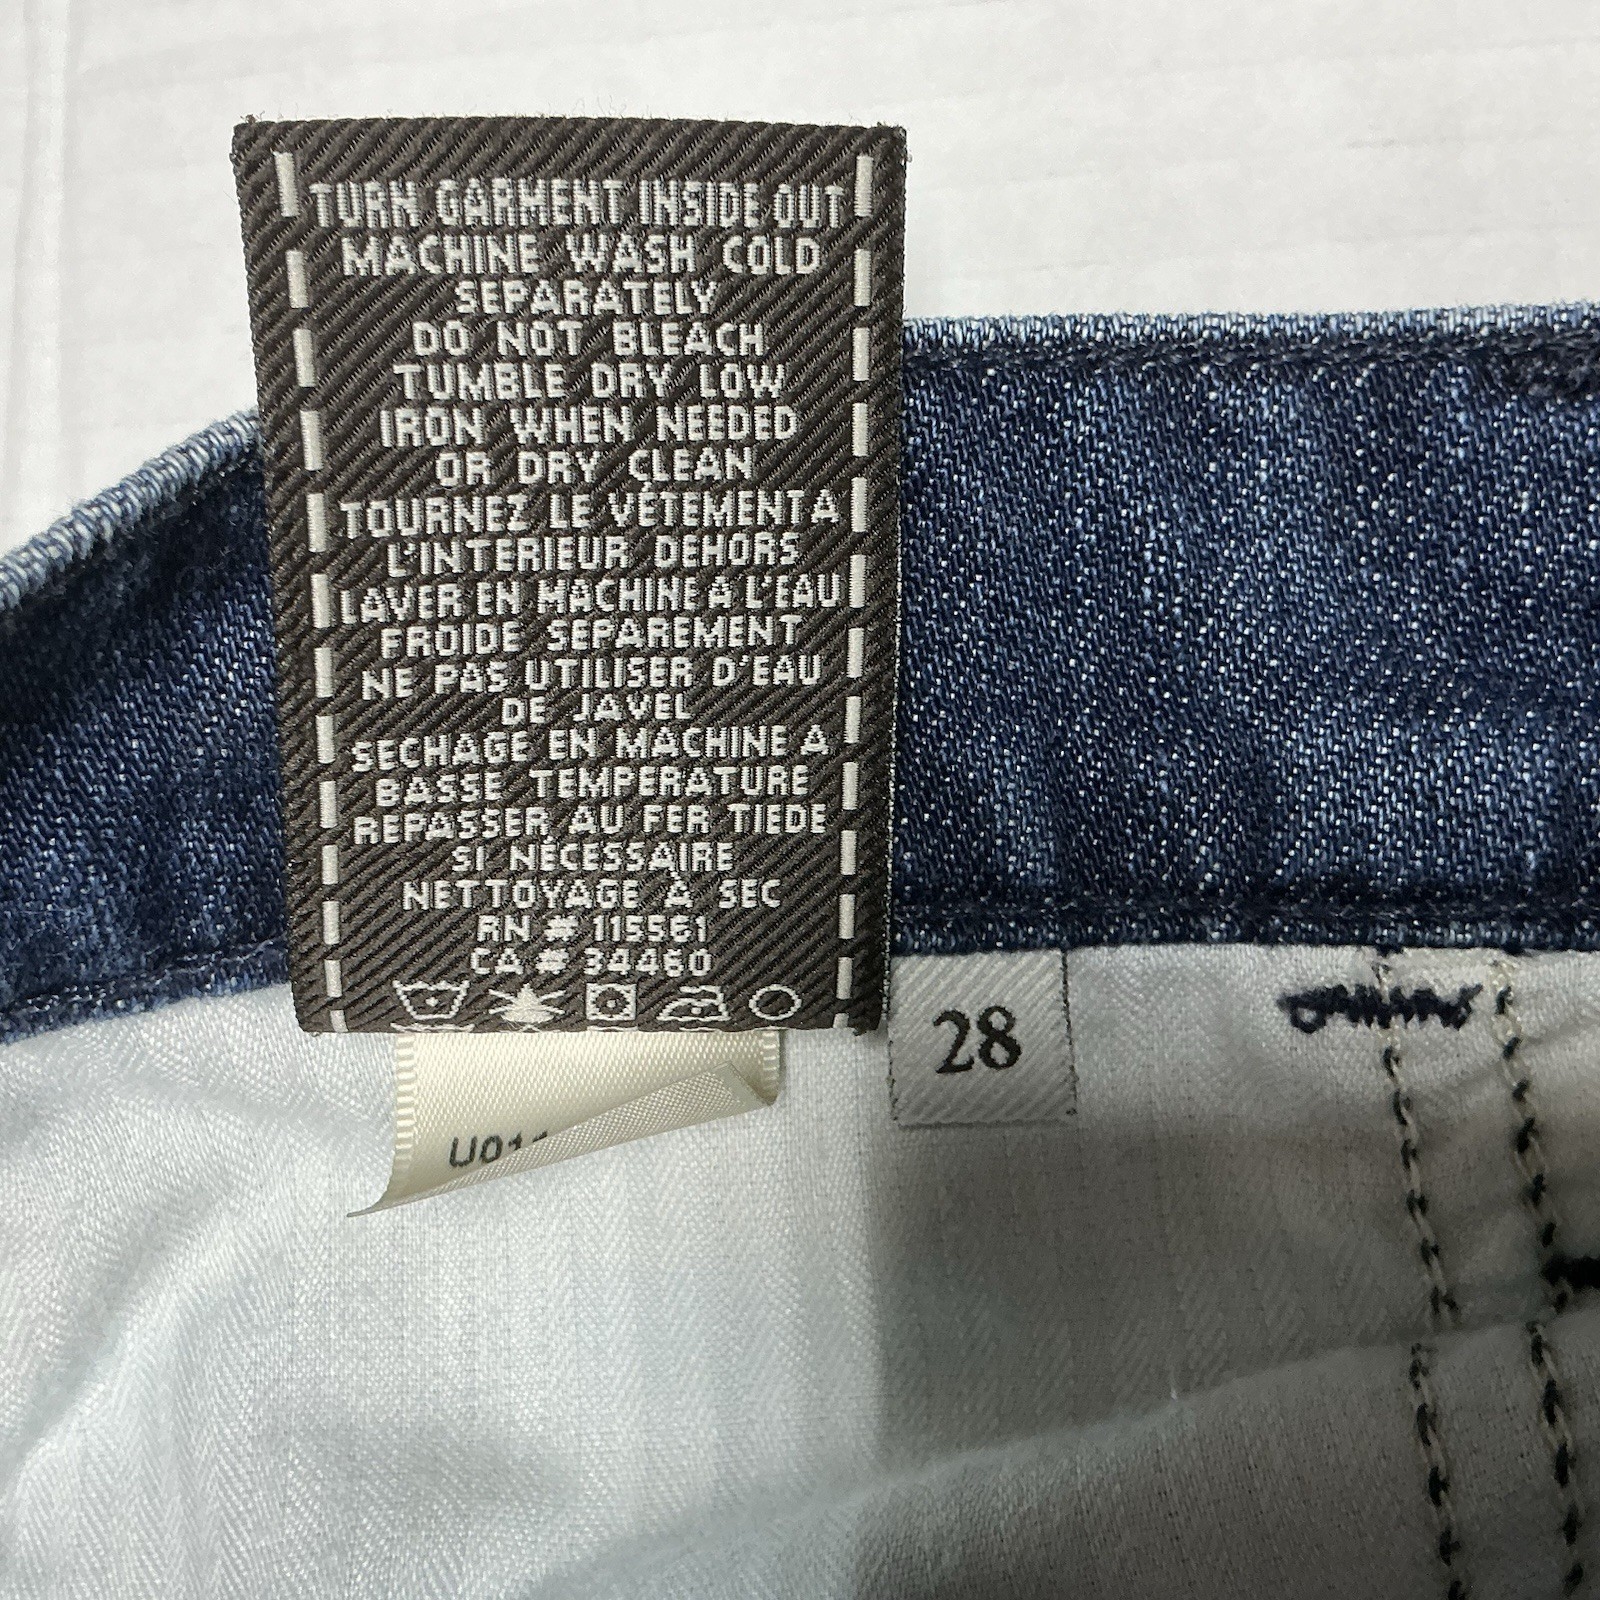 TURN GARMENT INSIDE OUT
MACHINE WASH COLD
SEPARATELY
DO NOT BLEACH
TUMBLE DRY LOW
IRON WHEN NEEDED
OR DRY CLEAN
TOURNEZ LE VÊTEMENT A
L'INTERIEUR DEHORS
LAVER EN MACHINE A L'EAU
FROIDE SEPAREMENT
NE PAS UTILISER D'EAU
DE JAVEL
SECHAGE EN MACHINE A
BASSE TEMPERATURE
REPASSER AU FER TIEDE
SI NÉCESSAIRE
NETTOYAGE À SEC
RN # 115561
CA # 34460
28